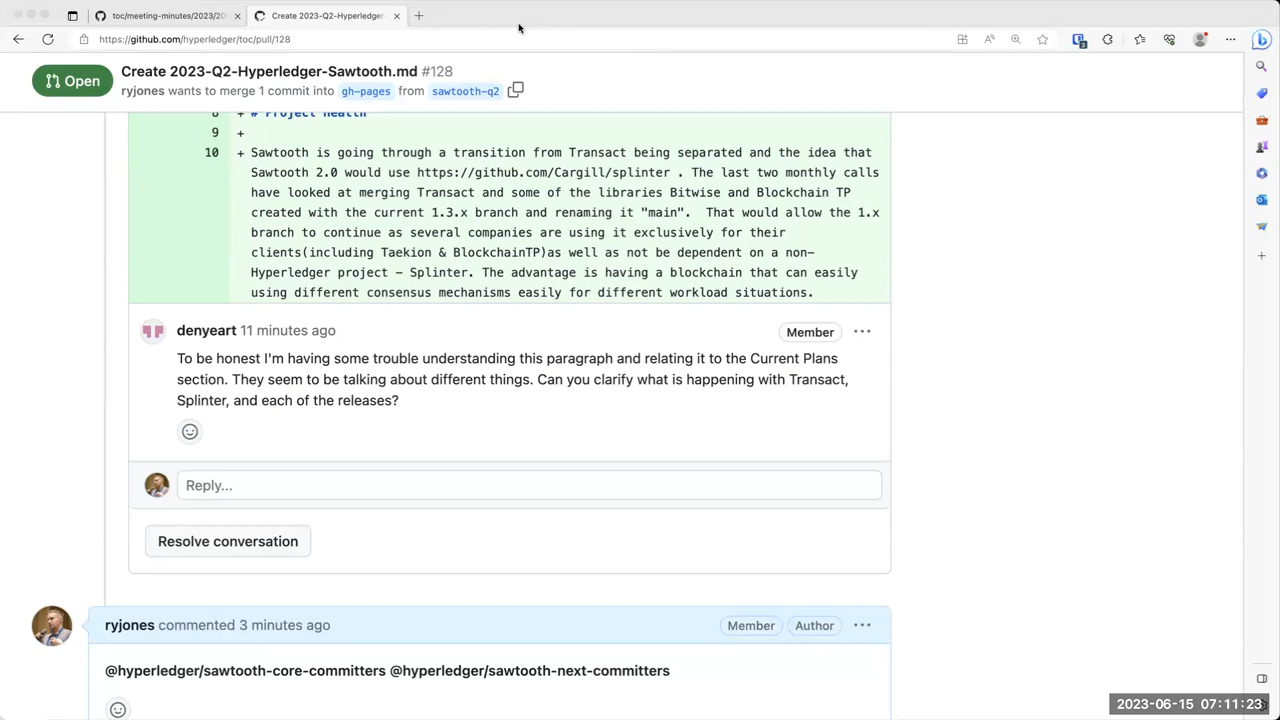 toc/meeting-minutes/2023/20
Create 2023-Q2-Hyperledger-
https://github.com/hyperledger/toc/pull/128
Open
Create 2023-Q2-Hyperledger-Sawtooth.md #128
ryjones wants to merge 1 commit into gh-pages from sawtooth-q2
8 + # Project Health
9 +
10 + Sawtooth is going through a transition from Transact being separated and the idea that
Sawtooth 2.0 would use https://github.com/Cargill/splinter . The last two monthly calls
have looked at merging Transact and some of the libraries Bitwise and Blockchain TP
created with the current 1.3.x branch and renaming it "main".  That would allow the 1.x
branch to continue as several companies are using it exclusively for their
clients(including Taekion & BlockchainTP)as well as not be dependent on a non-
Hyperledger project – Splinter. The advantage is having a blockchain that can easily
using different consensus mechanisms easily for different workload situations.
denyeart 11 minutes ago
Member
To be honest I'm having some trouble understanding this paragraph and relating it to the Current Plans
section. They seem to be talking about different things. Can you clarify what is happening with Transact,
Splinter, and each of the releases?
Reply...
Resolve conversation
ryjones commented 3 minutes ago
Member
Author
@hyperledger/sawtooth-core-committers @hyperledger/sawtooth-next-committers
2023-06-15 07:11:23